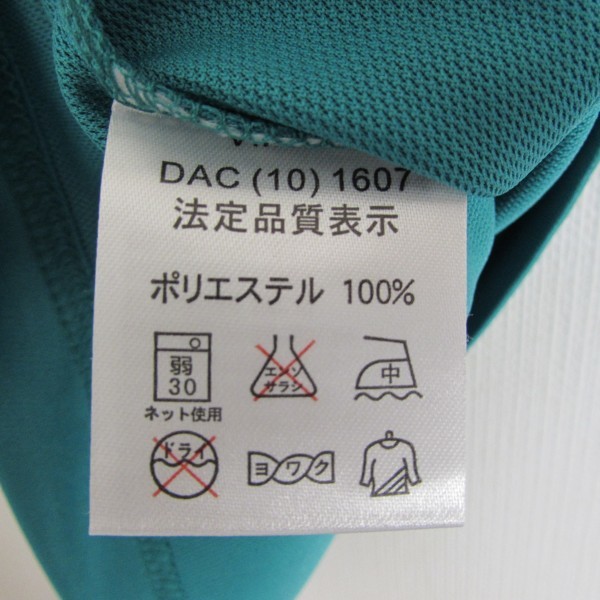 DAC (10) 1607
法定品質表示
ポリエステル 100%
弱
30
ネット使用
エンソ
サラシ
中
ドライ
ヨワク